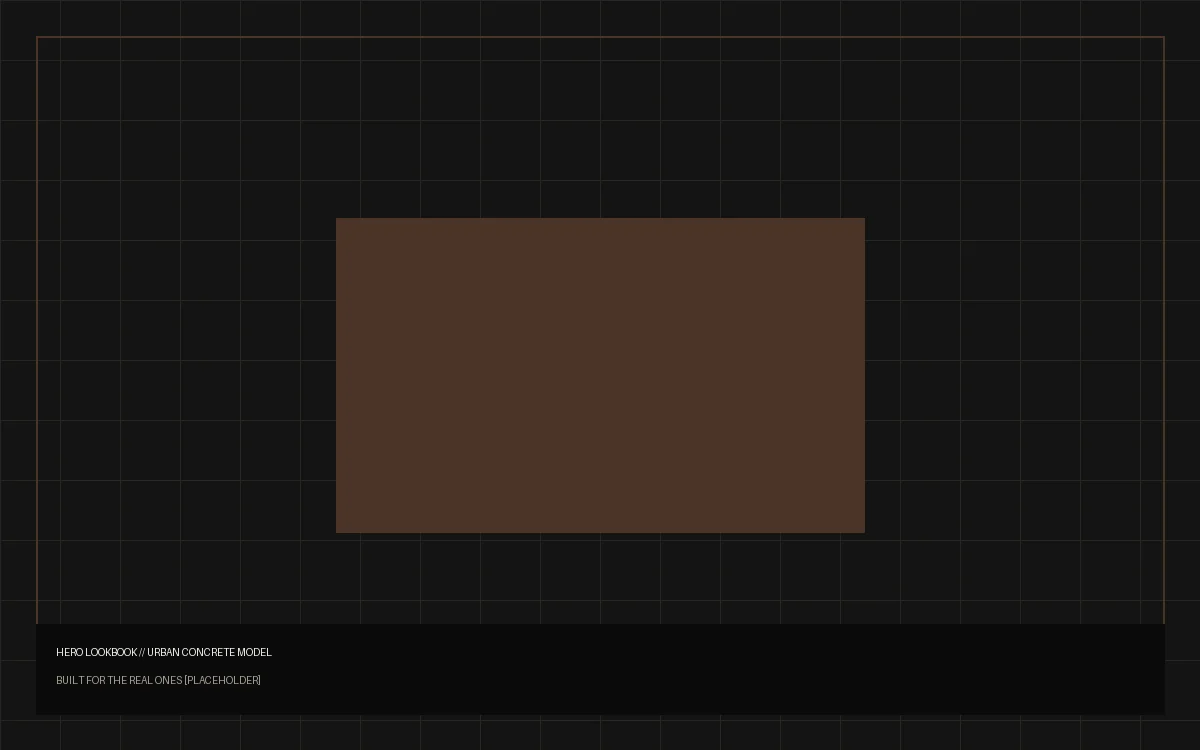 HERO LOOKBOOK // URBAN CONCRETE MODEL
BUILT FOR THE REAL ONES [PLACEHOLDER]